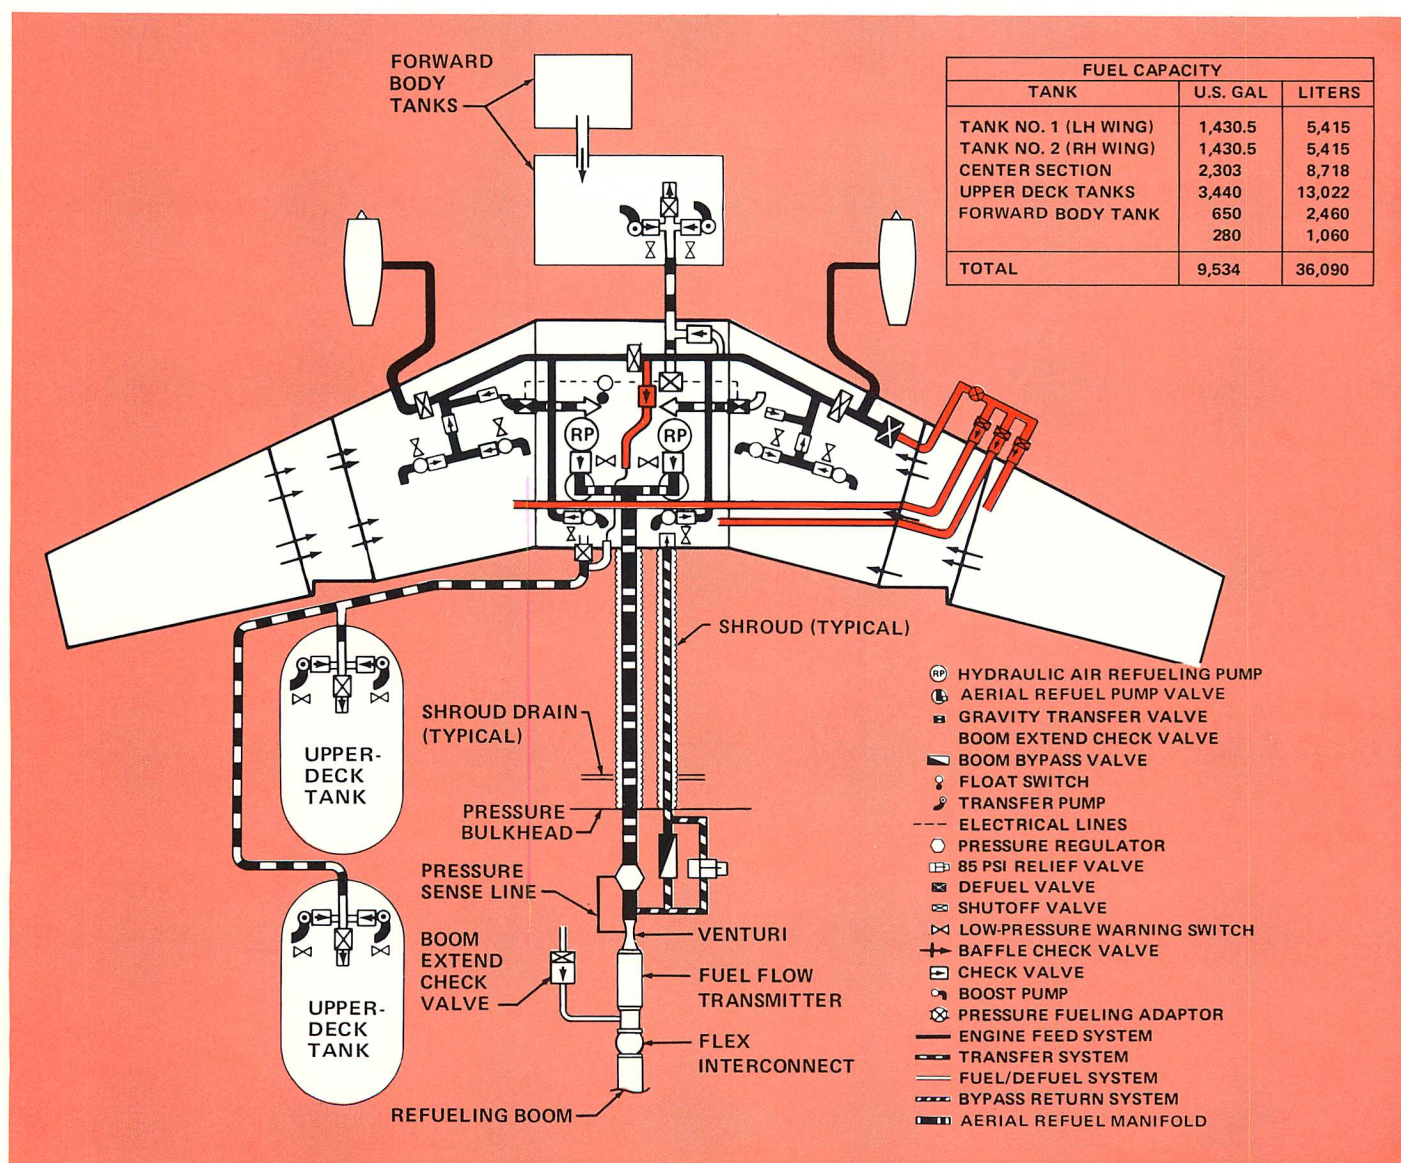 FORWARD
BODY
TANKS
FUEL CAPACITY
TANK U.S. GAL LITERS
TANK NO. 1 (LH WING) 1,430.5 5,415
TANK NO. 2 (RH WING) 1,430.5 5,415
CENTER SECTION 2,303 8,718
UPPER DECK TANKS 3,440 13,022
FORWARD BODY TANK 650 2,460
280 1,060
TOTAL 9,534 36,090
RP
RP
SHROUD (TYPICAL)
SHROUD DRAIN
(TYPICAL)
UPPER-
DECK
TANK
PRESSURE
BULKHEAD
PRESSURE
SENSE LINE
BOOM
EXTEND
CHECK
VALVE
UPPER-
DECK
TANK
VENTURI
FUEL FLOW
TRANSMITTER
FLEX
INTERCONNECT
REFUELING BOOM
RP HYDRAULIC AIR REFUELING PUMP
AERIAL REFUEL PUMP VALVE
GRAVITY TRANSFER VALVE
BOOM EXTEND CHECK VALVE
BOOM BYPASS VALVE
FLOAT SWITCH
TRANSFER PUMP
ELECTRICAL LINES
PRESSURE REGULATOR
85 PSI RELIEF VALVE
DEFUEL VALVE
SHUTOFF VALVE
LOW-PRESSURE WARNING SWITCH
BAFFLE CHECK VALVE
CHECK VALVE
BOOST PUMP
PRESSURE FUELING ADAPTOR
ENGINE FEED SYSTEM
TRANSFER SYSTEM
FUEL/DEFUEL SYSTEM
BYPASS RETURN SYSTEM
AERIAL REFUEL MANIFOLD